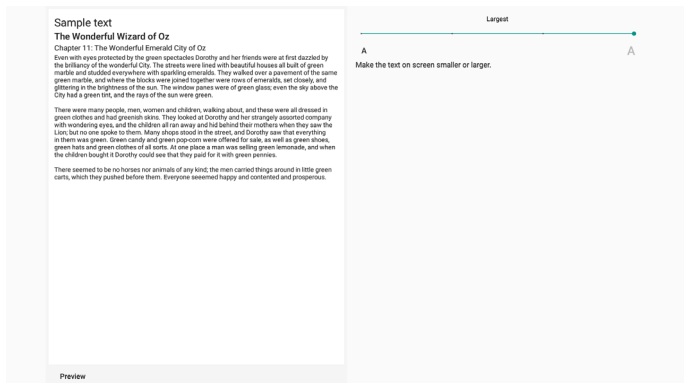 Sample text
The Wonderful Wizard of Oz
Chapter 11: The Wonderful Emerald City of Oz
Even with eyes protected by the green spectacles Dorothy and her friends were at first dazzled by
the brilliancy of the wonderful City. The streets were lined with beautiful houses all built of green
marble and studded everywhere with sparkling emeralds. They walked over a pavement of the same
green marble, and where the blocks were joined together were rows of emeralds, set closely, and
glittering in the brightness of the sun. The window panes were of green glass; even the sky above the
City had a green tint, and the rays of the sun were green.
There were many people, men, women and children, walking about, and these were all dressed in
green clothes and had greenish skins. They looked at Dorothy and her strangely assorted company
with wondering eyes, and the children all ran away and hid behind their mothers when they saw the
Lion; but no one spoke to them. Many shops stood in the street, and Dorothy saw that everything
in them was green. Green candy and green pop-corn were offered for sale, as well as green shoes,
green hats and green clothes of all sorts. At one place a man was selling green lemonade, and when
the children bought it Dorothy could see that they paid for it with green pennies.
There seemed to be no horses nor animals of any kind; the men carried things around in little green
carts, which they pushed before them. Everyone seeemed happy and contented and prosperous.
Preview
Largest
A A
Make the text on screen smaller or larger.